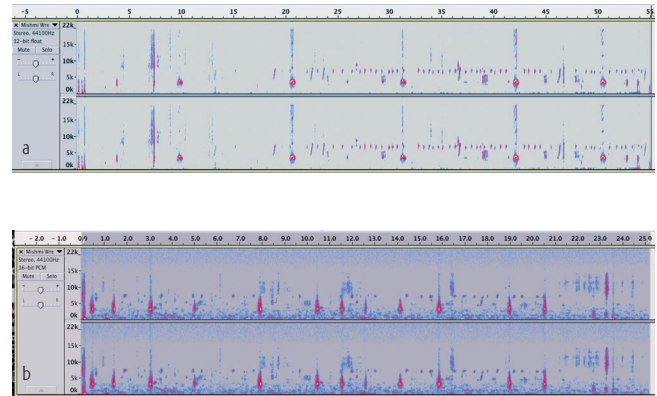 -5 0 5 10 15 20 25 30 35 40 45 50 55
× Mishmi Wre ▼ 22k
Stereo, 44100Hz
32-bit float 15k
Mute Solo
- + 10k
5k
L R
0k
22k
15k
10k
a 5k
0k
- 2.0 - 1.0 0.0 1.0 2.0 3.0 4.0 5.0 6.0 7.0 8.0 9.0 10.0 11.0 12.0 13.0 14.0 15.0 16.0 17.0 18.0 19.0 20.0 21.0 22.0 23.0 24.0 25.0
× Mishmi Wre ▼ 22k
Stereo, 44100Hz
16-bit PCM 15k
Mute Solo
- + 10k
L R 5k
0k
22k
15k
10k
b 5k
0k